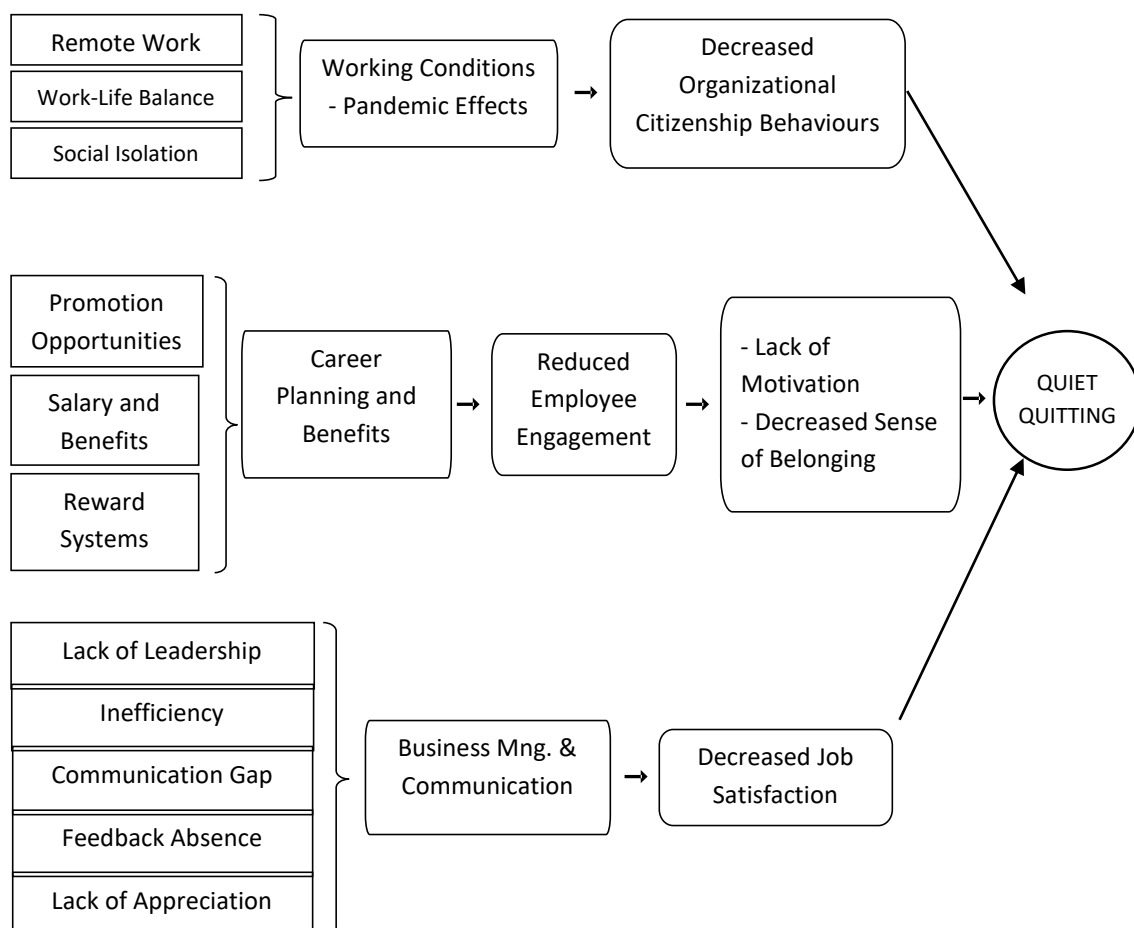 Remote Work
Work-Life Balance
Social Isolation
Working Conditions
- Pandemic Effects
Decreased
Organizational
Citizenship Behaviours
Promotion
Opportunities
Salary and
Benefits
Reward
Systems
Career
Planning and
Benefits
Reduced
Employee
Engagement
- Lack of
Motivation
- Decreased Sense
of Belonging
QUIET
QUITTING
Lack of Leadership
Inefficiency
Communication Gap
Feedback Absence
Lack of Appreciation
Business Mng. &
Communication
Decreased Job
Satisfaction